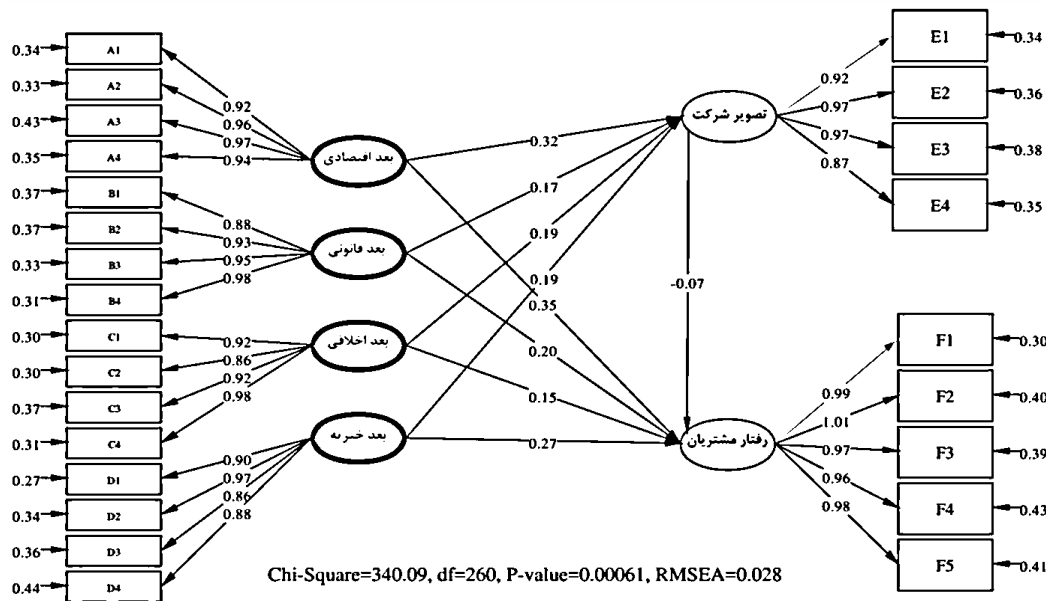 0.34 A1
0.33 A2
0.43 A3
0.35 A4
0.37 B1
0.37 B2
0.33 B3
0.31 B4
0.30 C1
0.30 C2
0.37 C3
0.31 C4
0.27 D1
0.34 D2
0.36 D3
0.44 D4
0.92
0.96
0.97
0.94
0.88
0.93
0.95
0.98
0.92
0.86
0.92
0.98
0.90
0.97
0.86
0.88
بعد اقتصادی
بعد قانونی
بعد اخلاقی
بعد خیریه
0.32
0.17
0.19
0.19
0.35
0.20
0.15
0.27
-0.07
تصویر شرکت
رفتار مشتریان
0.92
0.97
0.97
0.87
E1 0.34
E2 0.36
E3 0.38
E4 0.35
0.99
1.01
0.97
0.96
0.98
F1 0.30
F2 0.40
F3 0.39
F4 0.43
F5 0.41
Chi-Square=340.09, df=260, P-value=0.00061, RMSEA=0.028